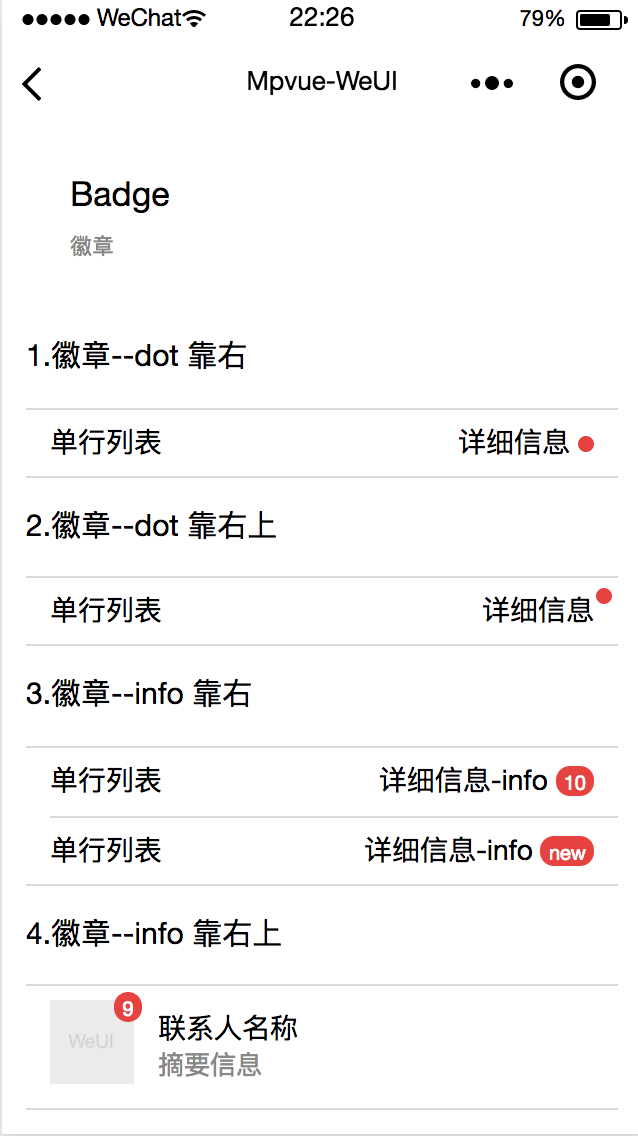 WeChat 22:26 79%
Mpvue-WeUI
Badge
徽章
1.徽章--dot 靠右
单行列表 详细信息
2.徽章--dot 靠右上
单行列表 详细信息
3.徽章--info 靠右
单行列表 详细信息-info 10
单行列表 详细信息-info new
4.徽章--info 靠右上
9
WeUI
联系人名称
摘要信息